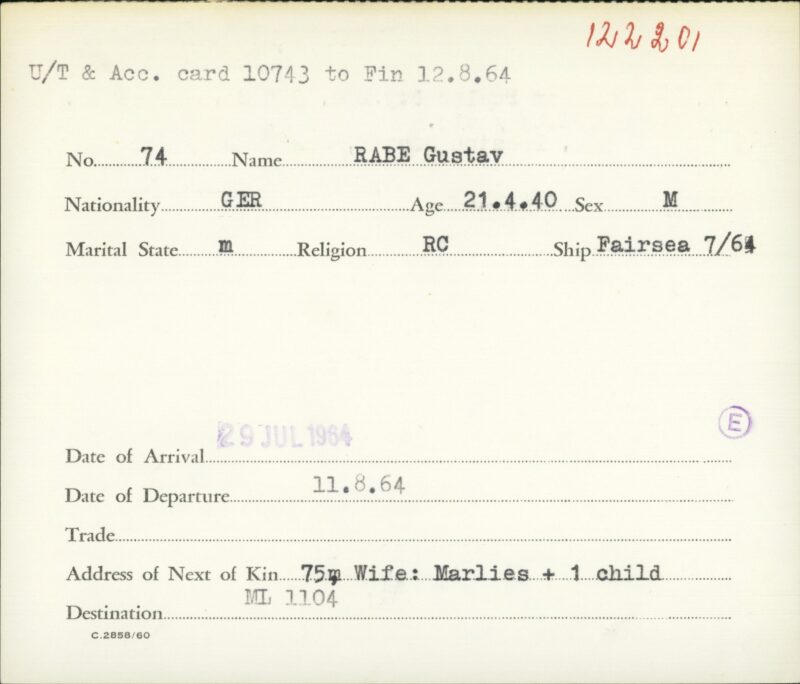 122201
U/T & Acc. card 10743 to Fin 12.8.64
No. 74 Name RABE Gustav
Nationality GER Age 21.4.40 Sex M
Marital State m Religion RC Ship Fairsea 7/64
E
Date of Arrival 29 JUL 1964
Date of Departure 11.8.64
Trade
Address of Next of Kin 75m Wife: Marlies + 1 child
Destination ML 1104
C.2858/60